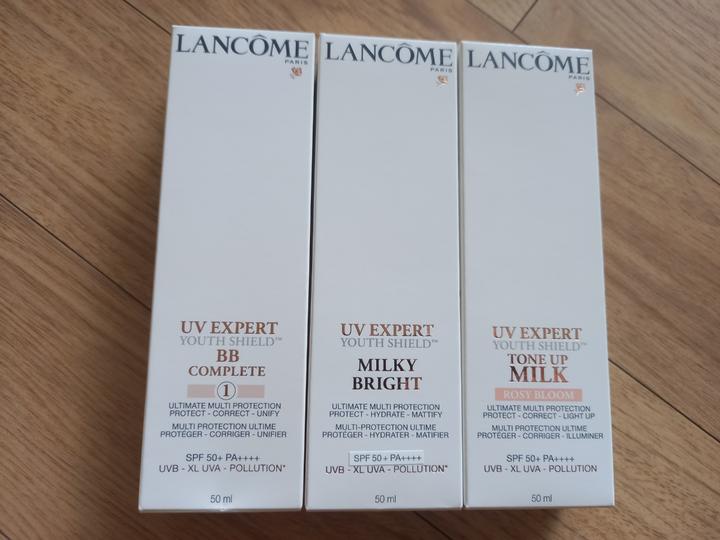 LANCÔME
PARIS
UV EXPERT
YOUTH SHIELD™
BB
COMPLETE
1
ULTIMATE MULTI PROTECTION
PROTECT - CORRECT - UNIFY
MULTI PROTECTION ULTIME
PROTÉGER - CORRIGER - UNIFIER
SPF 50+ PA++++
UVB - XL UVA - POLLUTION*
50 ml
LANCÔME
PARIS
UV EXPERT
YOUTH SHIELD™
MILKY
BRIGHT
ULTIMATE MULTI PROTECTION
PROTECT - HYDRATE - MATTIFY
MULTI-PROTECTION ULTIME
PROTÉGER - HYDRATER - MATIFIER
SPF 50+ PA++++
UVB - XL UVA - POLLUTION*
50 ml
LANCÔME
PARIS
UV EXPERT
YOUTH SHIELD™
TONE UP
MILK
ROSY BLOOM
ULTIMATE MULTI PROTECTION
PROTECT - CORRECT - LIGHT UP
MULTI PROTECTION ULTIME
PROTÉGER - CORRIGER - ILLUMINER
SPF 50+ PA++++
UVB - XL UVA - POLLUTION
50 ml